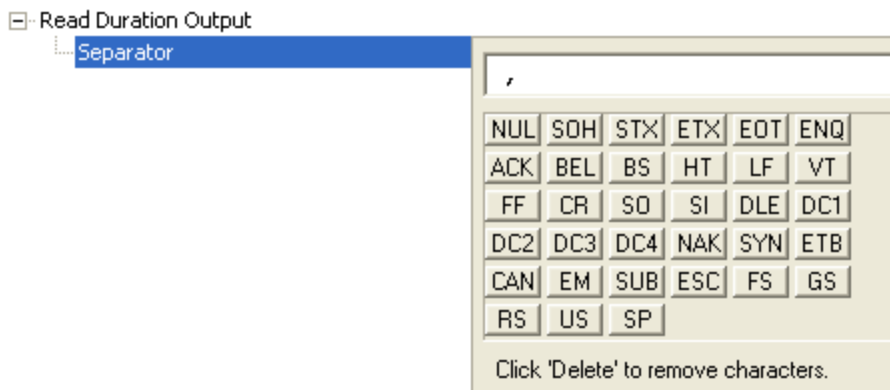 Read Duration Output
Separator
,
NUL SOH STX ETX EOT ENQ
ACK BEL BS HT LF VT
FF CR SO SI DLE DC1
DC2 DC3 DC4 NAK SYN ETB
CAN EM SUB ESC FS GS
RS US SP
Click 'Delete' to remove characters.